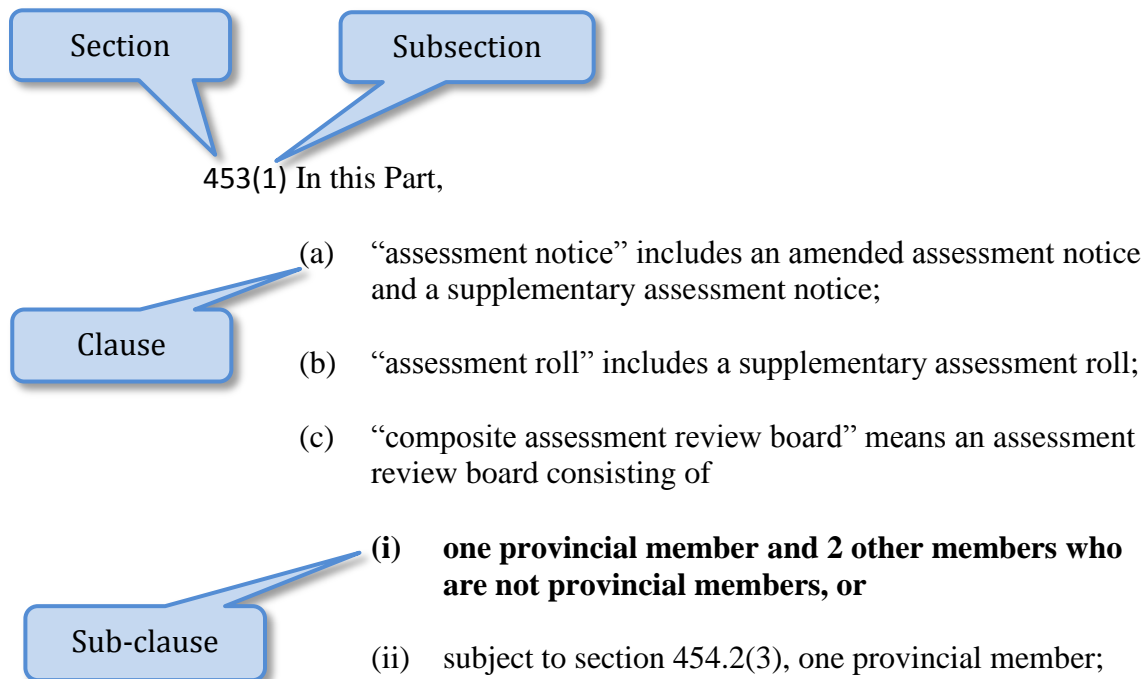 Section
Subsection
453(1) In this Part,
(a) “assessment notice” includes an amended assessment notice
and a supplementary assessment notice;
Clause
(b) “assessment roll” includes a supplementary assessment roll;
(c) “composite assessment review board” means an assessment
review board consisting of
(i) one provincial member and 2 other members who
are not provincial members, or
Sub-clause
(ii) subject to section 454.2(3), one provincial member;